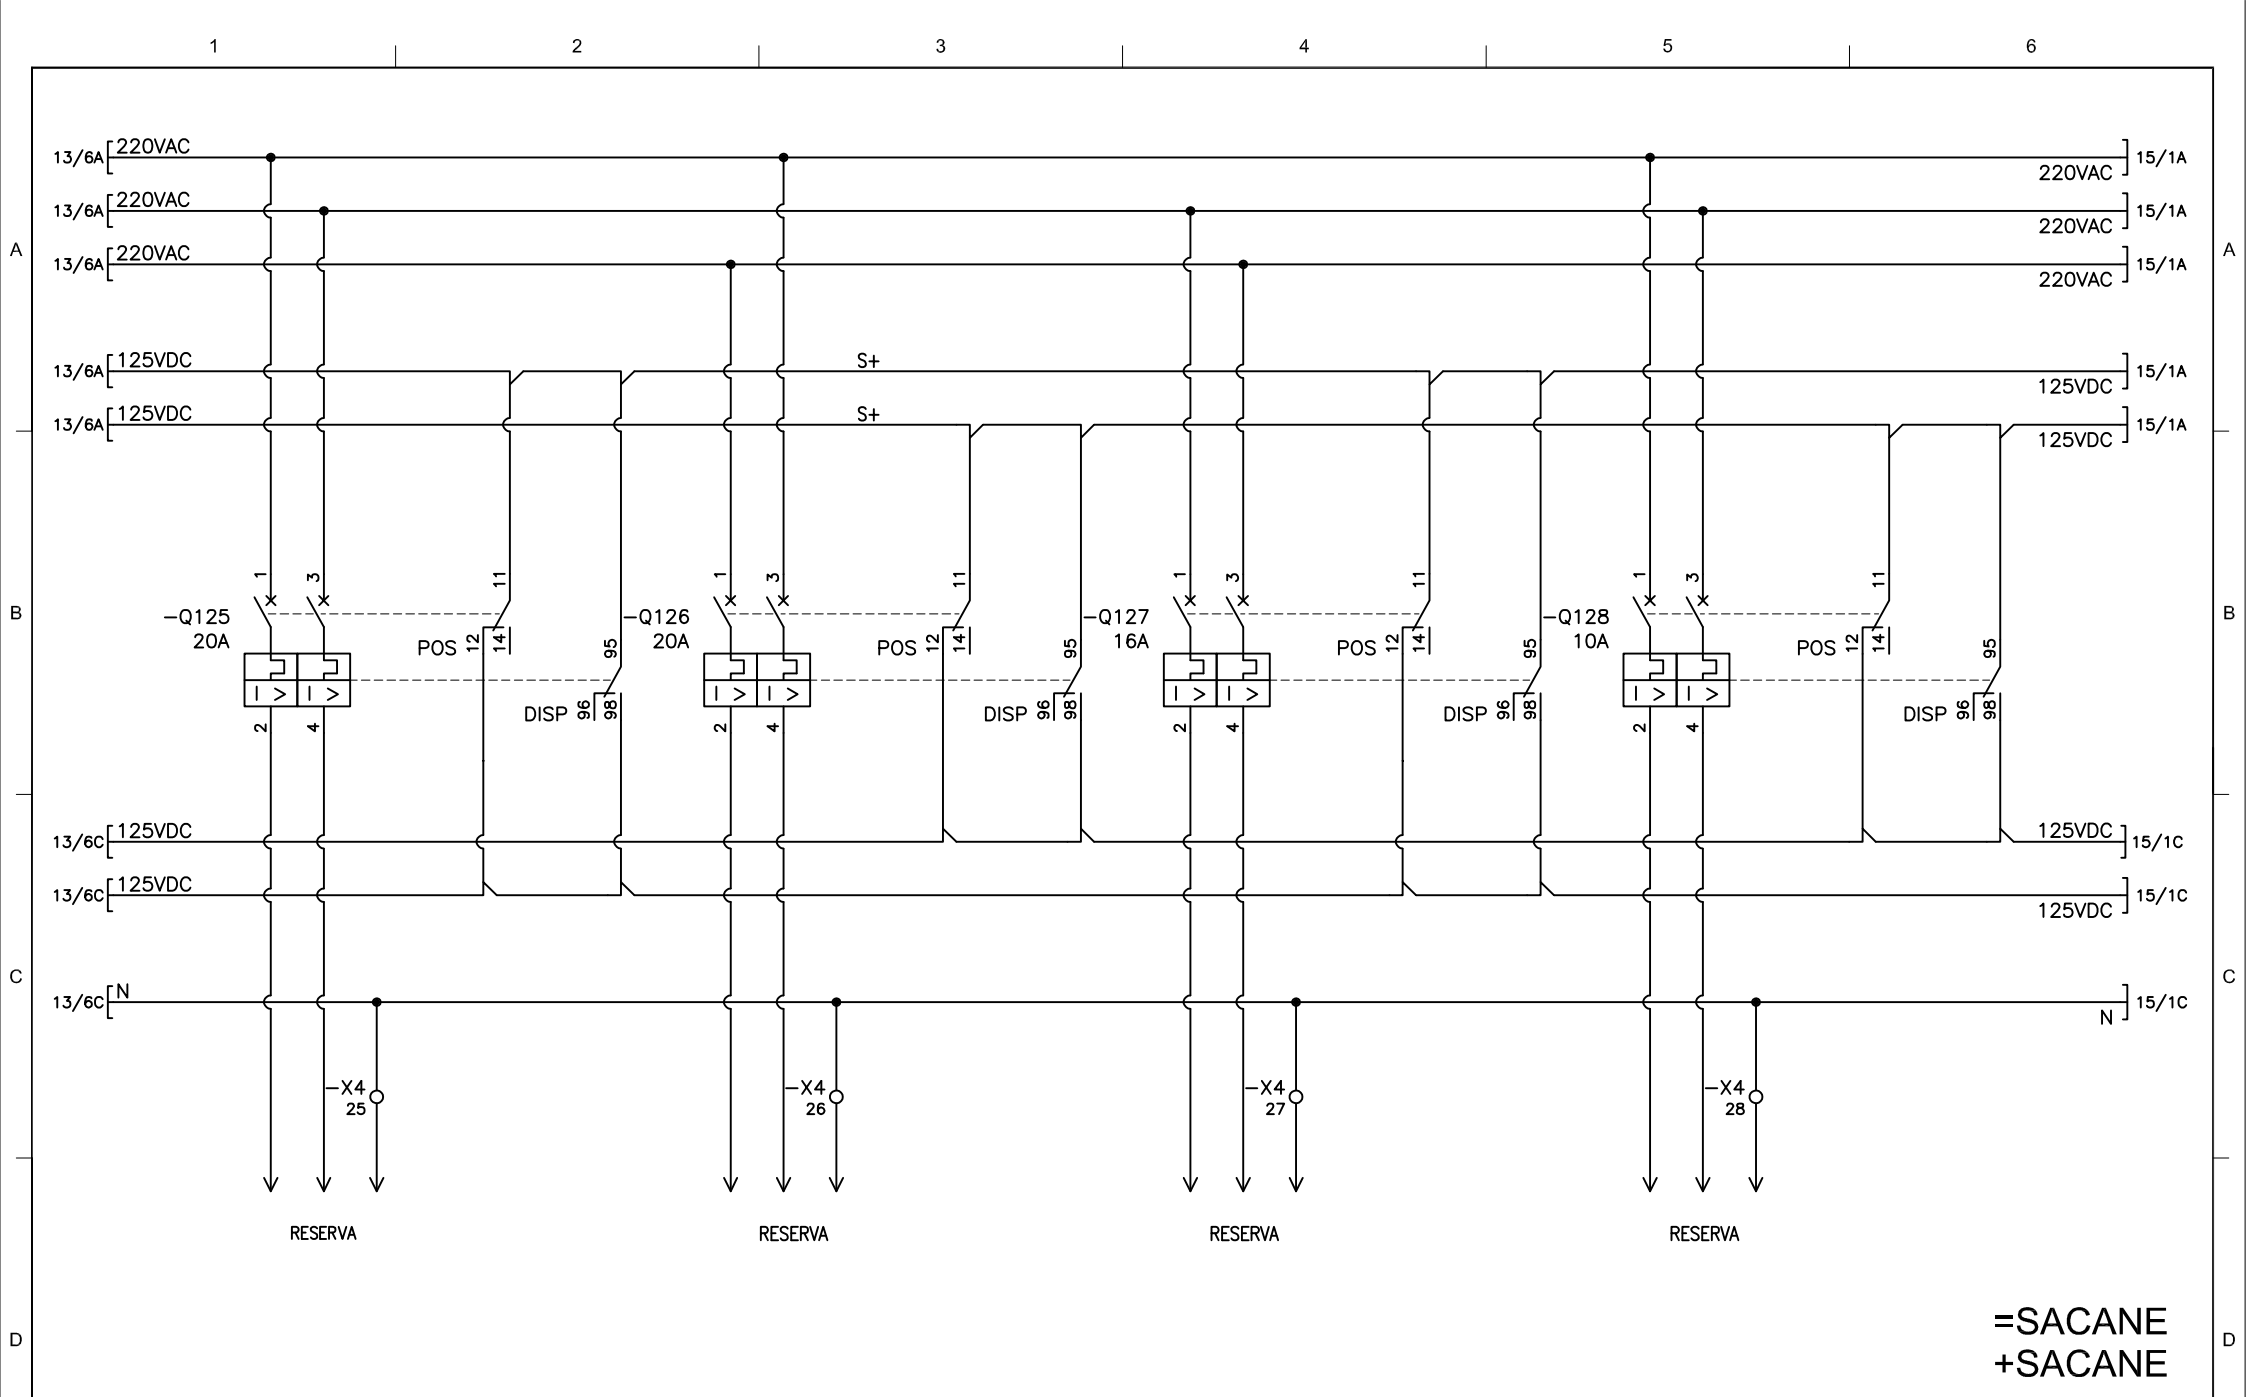 1 2 3 4 5 6
13/6A 220VAC 15/1A
220VAC
13/6A 220VAC 15/1A
220VAC
A 13/6A 220VAC 15/1A A
220VAC
13/6A 125VDC S+ 15/1A
125VDC
13/6A 125VDC S+ 15/1A
125VDC
1 3 11 1 3 11 1 3 11 1 3 11
B B
-Q125 -Q126 -Q127 -Q128
20A 20A 16A 10A
POS 12 14 95 POS 12 14 95 POS 12 14 95 POS 12 14 95
I > I > I > I > I > I > I > I >
DISP 96 98 DISP 96 98 DISP 96 98 DISP 96 98
2 4 2 4 2 4 2 4
13/6C 125VDC 125VDC 15/1C
13/6C 125VDC 15/1C
125VDC
C C
13/6C N 15/1C
N
-X4 -X4 -X4 -X4
25 26 27 28
RESERVA RESERVA RESERVA RESERVA
=SACANE
D D
+SACANE